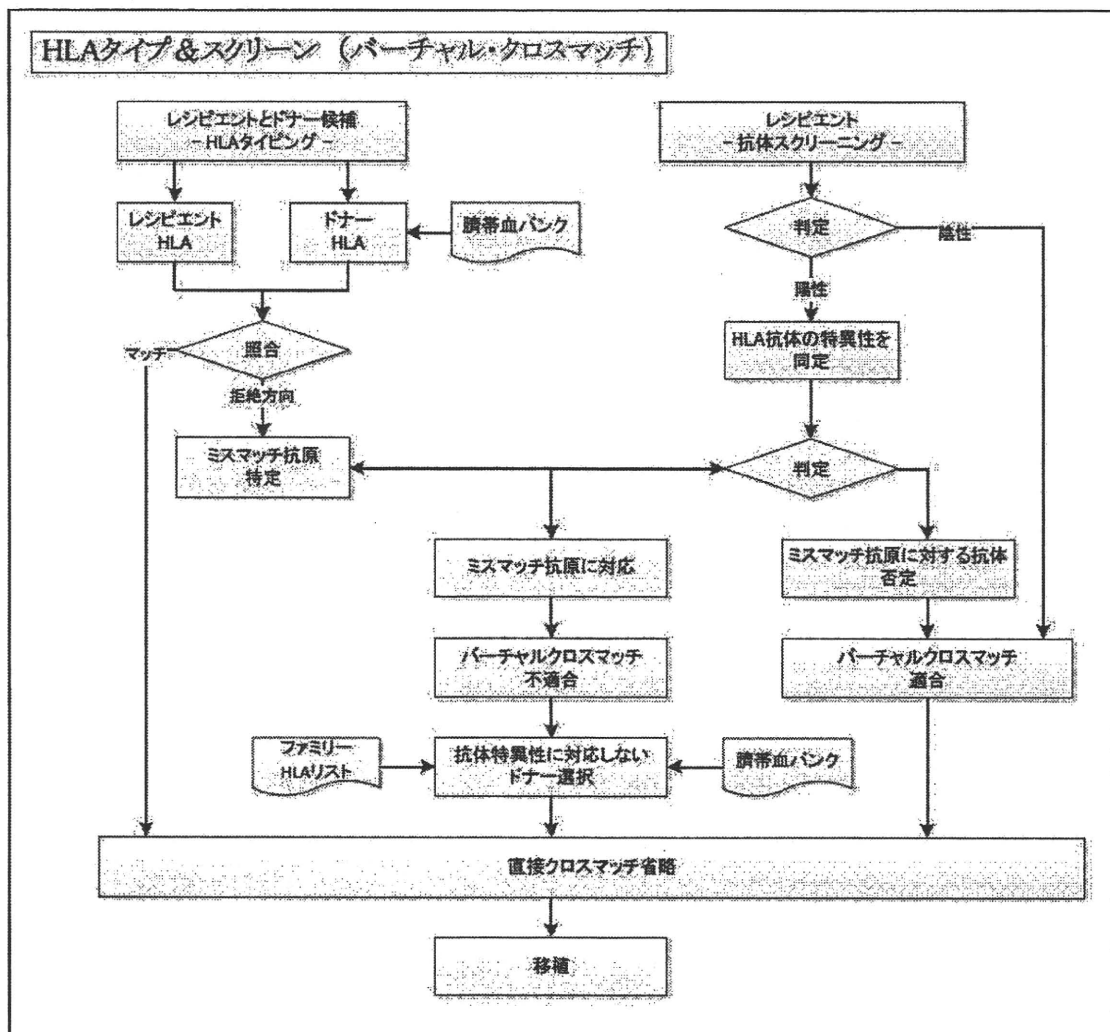 HLAタイプ&スクリーン（バーチャル・クロスマッチ）
レシピエントとドナー候補
- HLAタイピング -
レシピエント
- 抗体スクリーニング -
レシピエント
HLA
ドナー
HLA
臍帯血バンク
判定
陰性
陽性
マッチ
照合
HLA抗体の特異性を
同定
拒絶方向
ミスマッチ抗原
特定
判定
ミスマッチ抗原に対応
ミスマッチ抗原に対する抗体
否定
バーチャルクロスマッチ
不適合
バーチャルクロスマッチ
適合
ファミリー
HLAリスト
抗体特異性に対応しない
ドナー選択
臍帯血バンク
直接クロスマッチ省略
移植